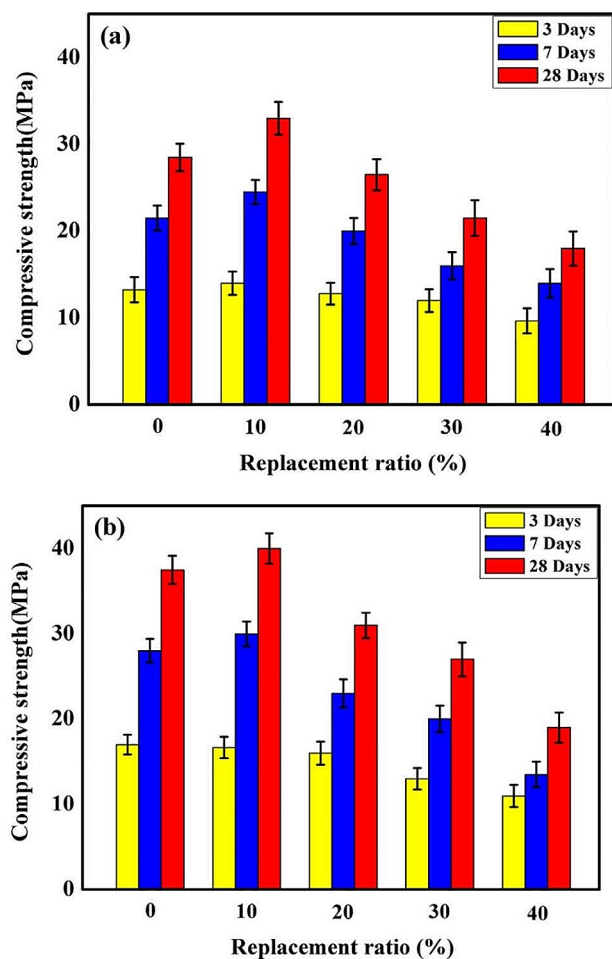 (a)
3 Days
7 Days
28 Days
40
30
20
10
0
Compressive strength(MPa)
0 10 20 30 40
Replacement ratio (%)
(b)
3 Days
7 Days
28 Days
40
30
20
10
0
Compressive strength(MPa)
0 10 20 30 40
Replacement ratio (%)